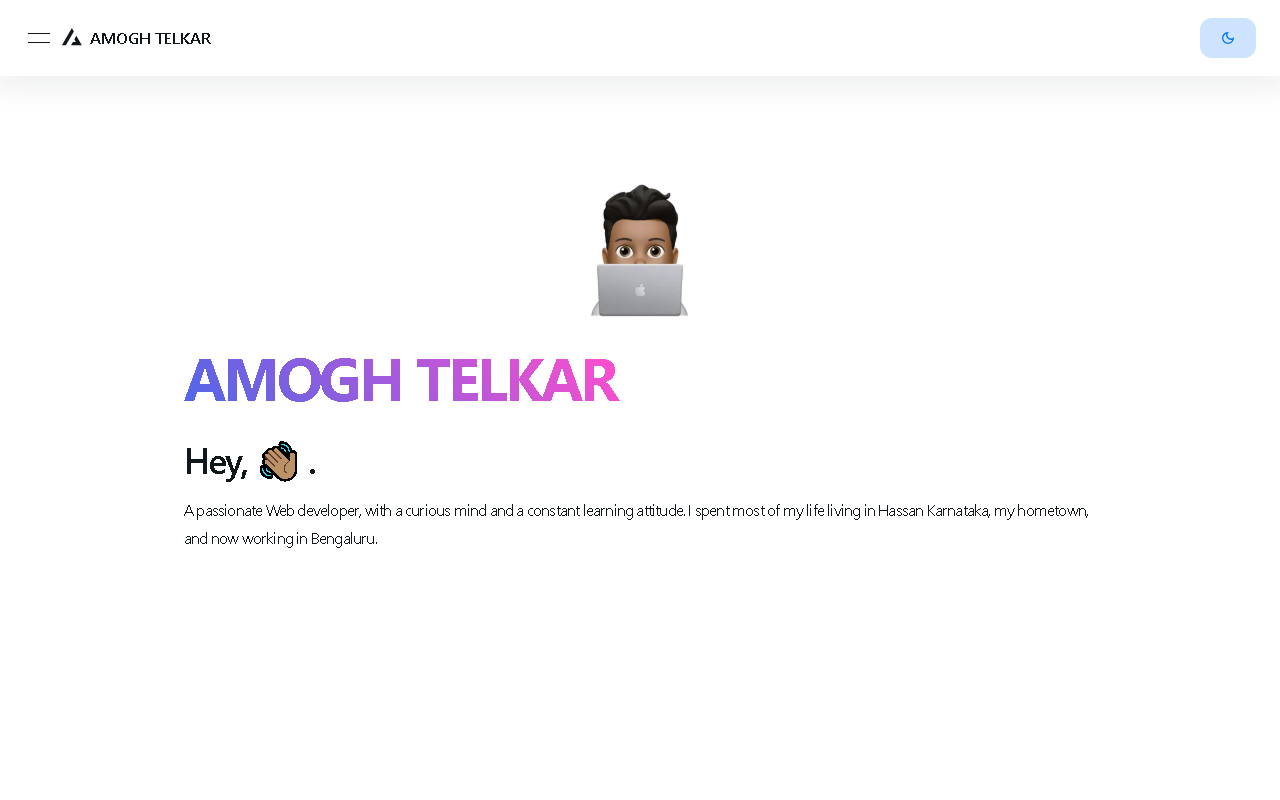 AMOGH TELKAR
AMOGH TELKAR
Hey, 👋🏽 .
A passionate Web developer, with a curious mind and a constant learning attitude. I spent most of my life living in Hassan Karnataka, my hometown,
and now working in Bengaluru.